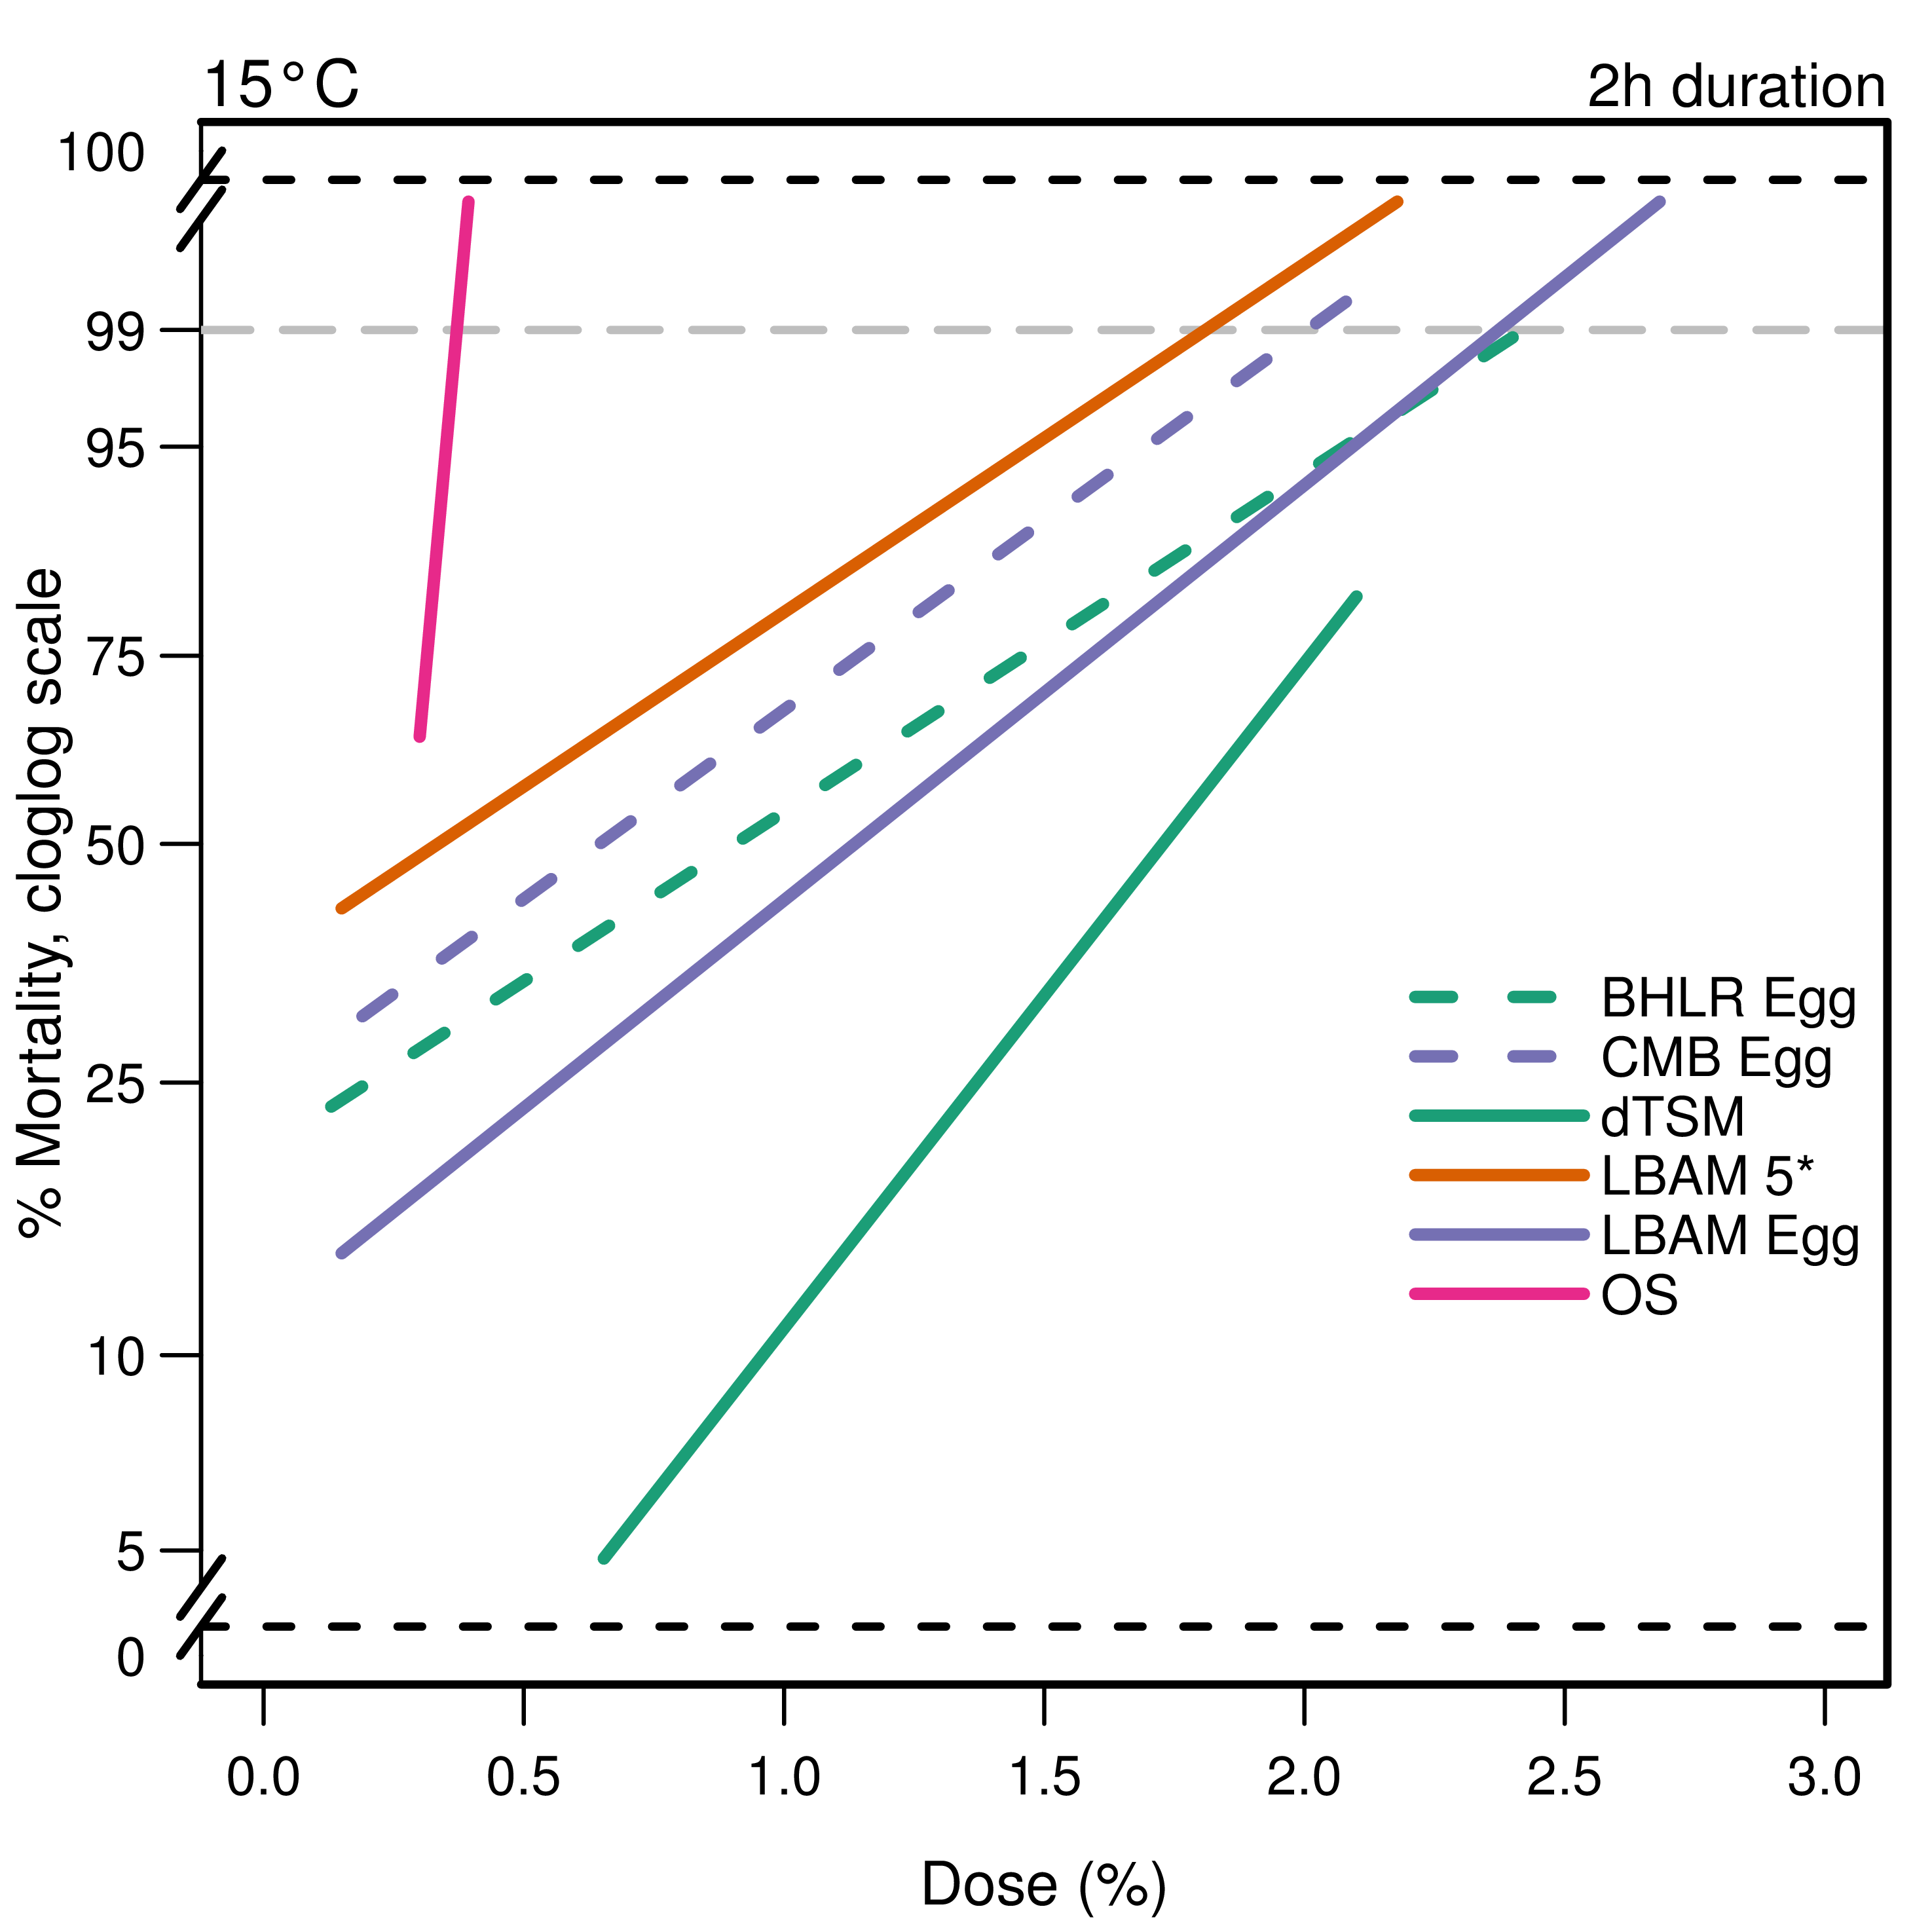 15°C
2h duration
% Mortality, cloglog scale
100
99
95
75
50
25
10
5
0
BHLR Egg
CMB Egg
dTSM
LBAM 5*
LBAM Egg
OS
0.0 0.5 1.0 1.5 2.0 2.5 3.0
Dose (%)